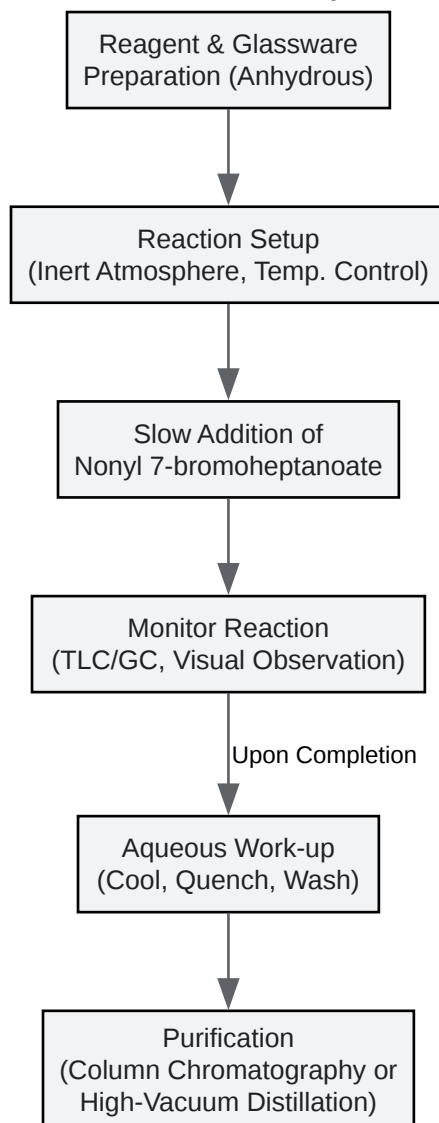 Reagent & Glassware
Preparation (Anhydrous)
Reaction Setup
(Inert Atmosphere, Temp. Control)
Slow Addition of
Nonyl 7-bromoheptanoate
Monitor Reaction
(TLC/GC, Visual Observation)
Upon Completion
Aqueous Work-up
(Cool, Quench, Wash)
Purification
(Column Chromatography or
High-Vacuum Distillation)